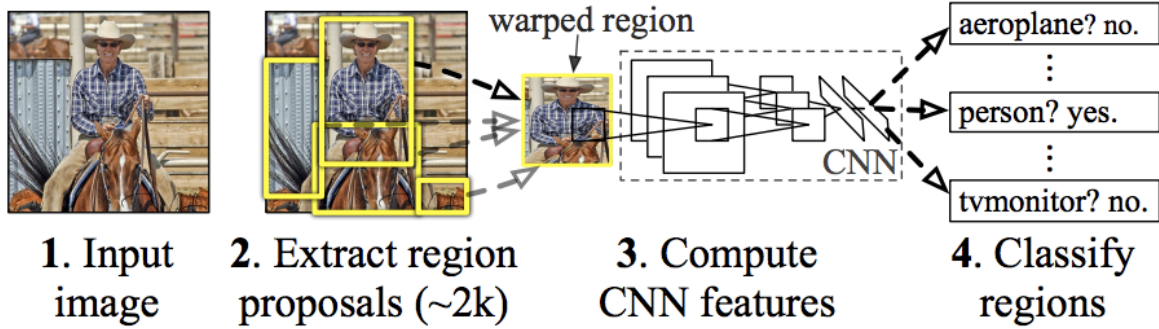 warped region
aeroplane? no.
person? yes.
CNN
tvmonitor? no.
1. Input
image
2. Extract region
proposals (~2k)
3. Compute
CNN features
4. Classify
regions